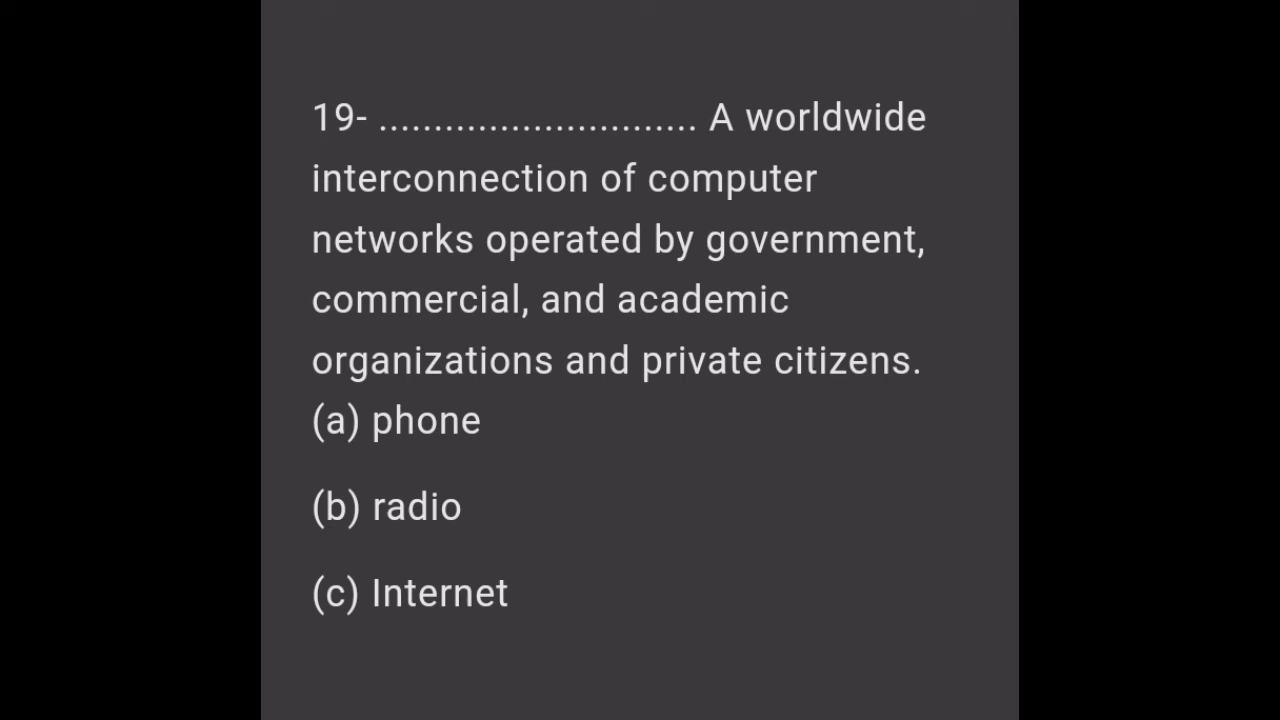 19- ............................. A worldwide
interconnection of computer
networks operated by government,
commercial, and academic
organizations and private citizens.
(a) phone
(b) radio
(c) Internet